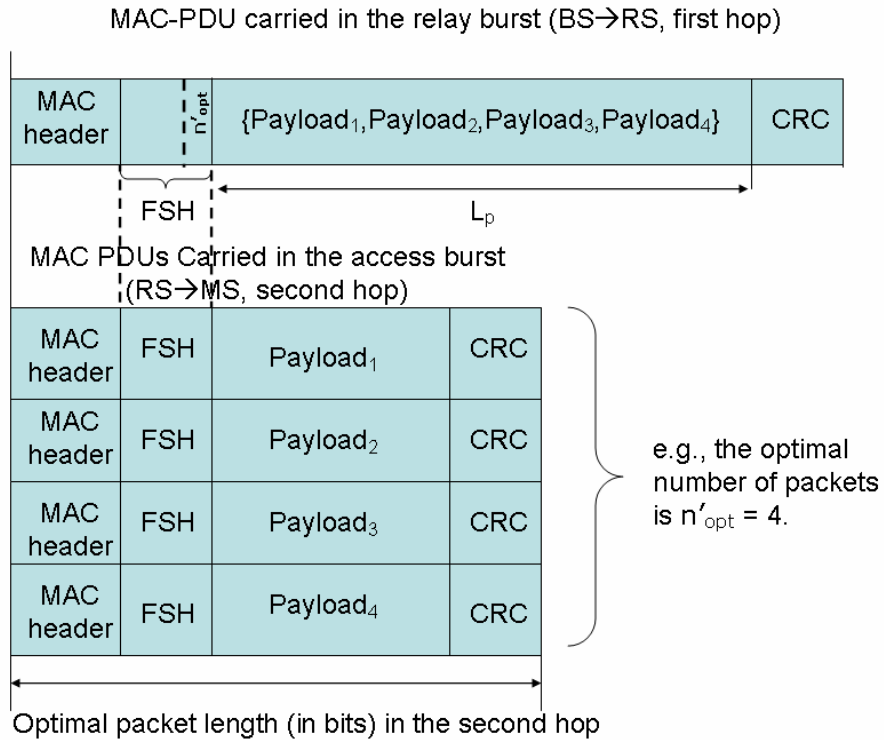 MAC-PDU carried in the relay burst (BS→RS, first hop)
MAC
header
n′opt
{Payload1,Payload2,Payload3,Payload4}
CRC
FSH
Lp
MAC PDUs Carried in the access burst
(RS→MS, second hop)
MAC
header
FSH
Payload1
CRC
MAC
header
FSH
Payload2
CRC
MAC
header
FSH
Payload3
CRC
MAC
header
FSH
Payload4
CRC
e.g., the optimal
number of packets
is n′opt = 4.
Optimal packet length (in bits) in the second hop